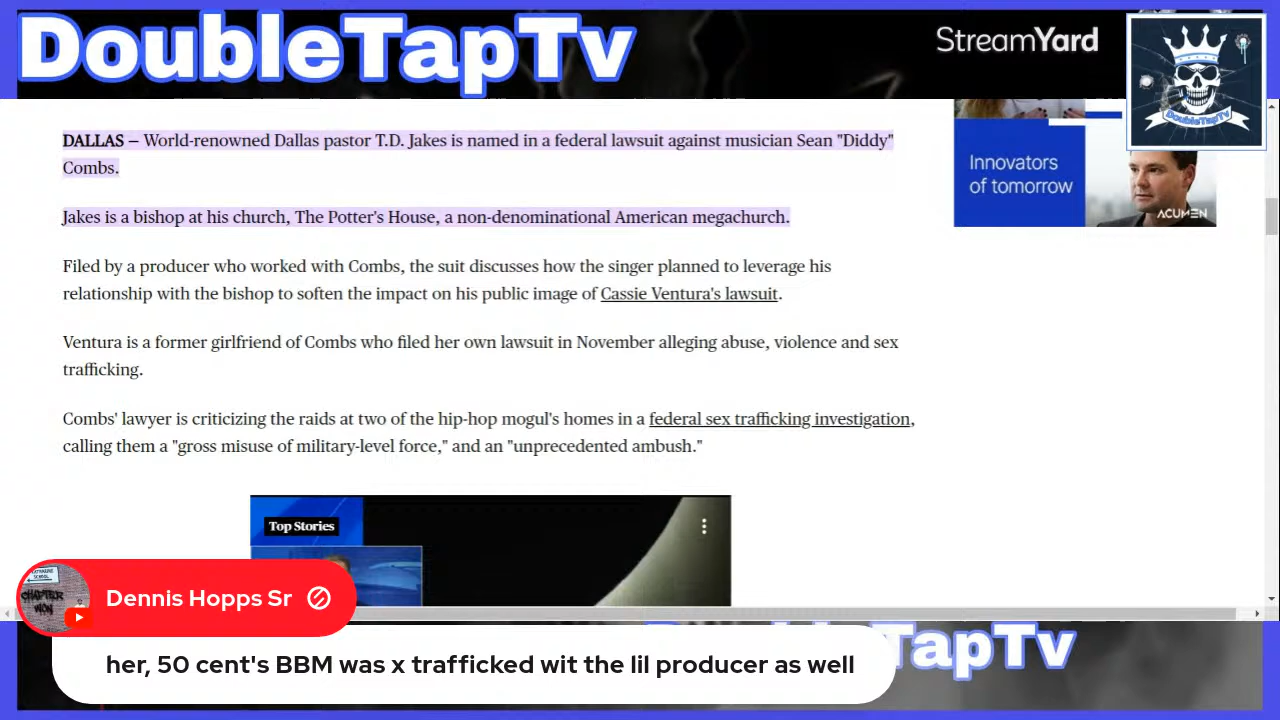 DoubleTapTv
StreamYard
DoubleTapTv
DALLAS — World-renowned Dallas pastor T.D. Jakes is named in a federal lawsuit against musician Sean "Diddy"
Combs.
Jakes is a bishop at his church, The Potter's House, a non-denominational American megachurch.
Innovators
of tomorrow
ACUMEN
Filed by a producer who worked with Combs, the suit discusses how the singer planned to leverage his
relationship with the bishop to soften the impact on his public image of Cassie Ventura's lawsuit.
Ventura is a former girlfriend of Combs who filed her own lawsuit in November alleging abuse, violence and sex
trafficking.
Combs' lawyer is criticizing the raids at two of the hip-hop mogul's homes in a federal sex trafficking investigation,
calling them a "gross misuse of military-level force," and an "unprecedented ambush."
Top Stories
CHAPTER
Dennis Hopps Sr
her, 50 cent's BBM was x trafficked wit the lil producer as well
TapTv